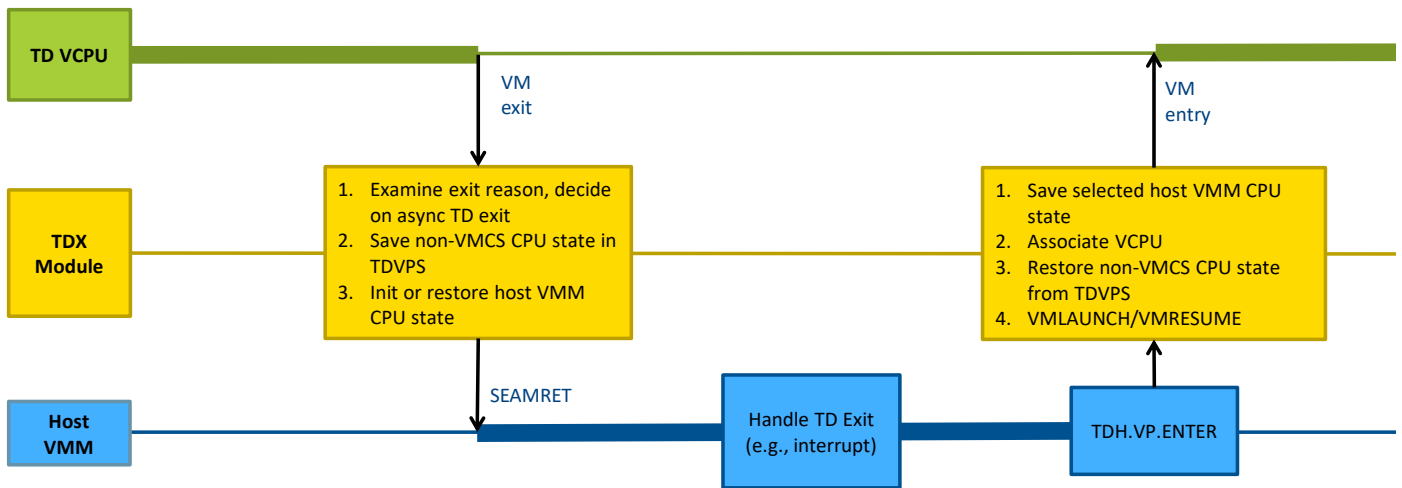 TD VCPU
VM
exit
VM
entry
TDX
Module
1. Examine exit reason, decide
on async TD exit
2. Save non-VMCS CPU state in
TDVPS
3. Init or restore host VMM
CPU state
1. Save selected host VMM CPU
state
2. Associate VCPU
3. Restore non-VMCS CPU state
from TDVPS
4. VMLAUNCH/VMRESUME
SEAMRET
Host
VMM
Handle TD Exit
(e.g., interrupt)
TDH.VP.ENTER